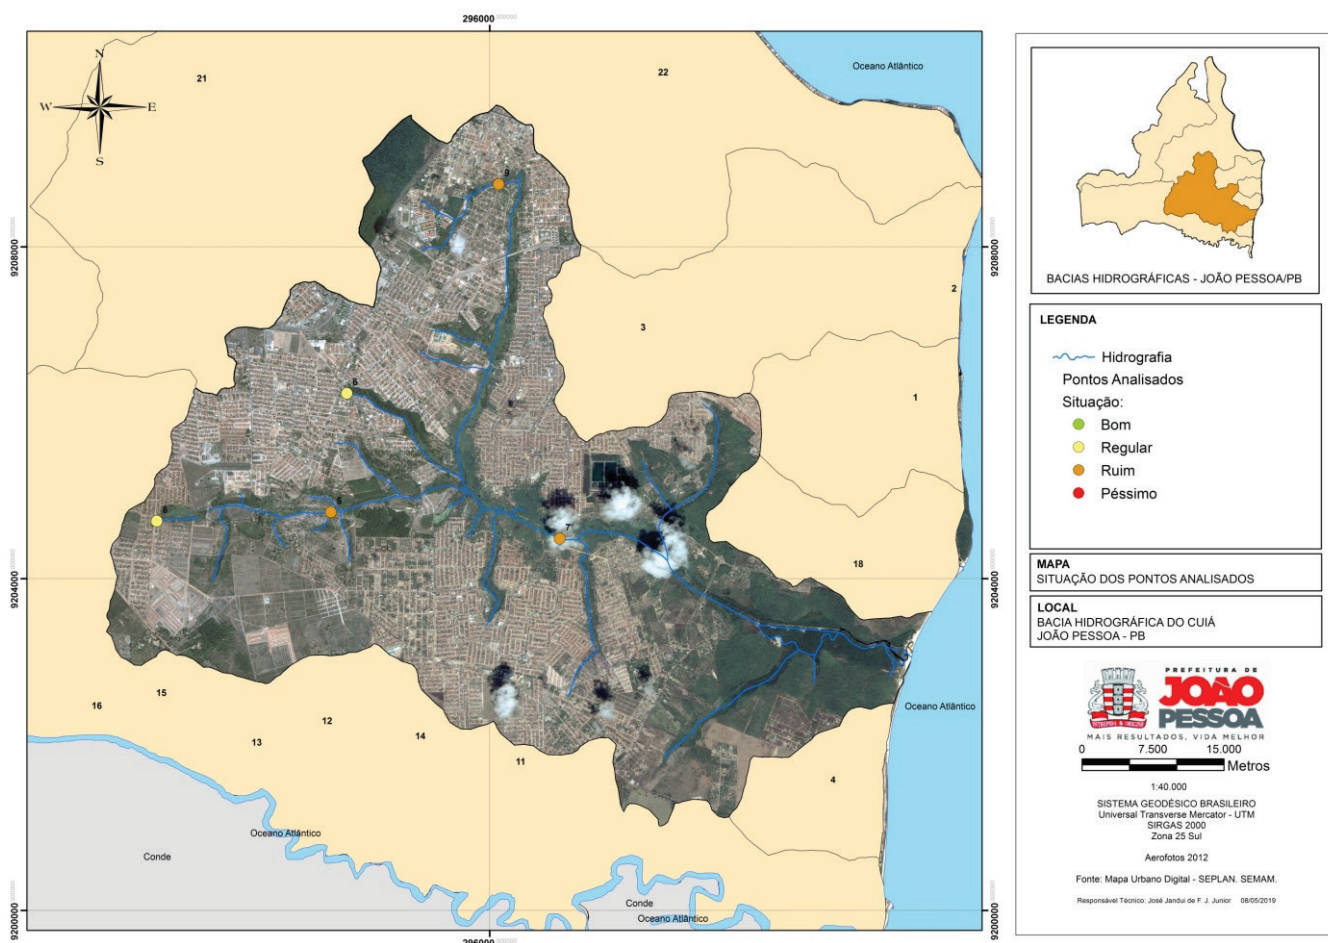 296000
21
22
Oceano Atlântico
N
W
E
S
9
9208000
9208000
2
3
1
6
8
5
7
18
9204000
9204000
15
16
12
14
13
11
4
Oceano Atlântico
Oceano Atlântico
Conde
Conde
Oceano Atlântico
9200000
9200000
296000
BACIAS HIDROGRÁFICAS - JOÃO PESSOA/PB
LEGENDA
Hidrografia
Pontos Analisados
Situação:
Bom
Regular
Ruim
Péssimo
MAPA
SITUAÇÃO DOS PONTOS ANALISADOS
LOCAL
BACIA HIDROGRÁFICA DO CUIÁ
JOÃO PESSOA - PB
PREFEITURA DE
JOÃO
PESSOA
MAIS RESULTADOS, VIDA MELHOR
0 7.500 15.000
Metros
1:40.000
SISTEMA GEODÉSICO BRASILEIRO
Universal Transverse Mercator - UTM
SIRGAS 2000
Zona 25 Sul
Aerofotos 2012
Fonte: Mapa Urbano Digital - SEPLAN. SEMAM.
Responsável Técnico: José Jandui de F. J. Junior 08/05/2019